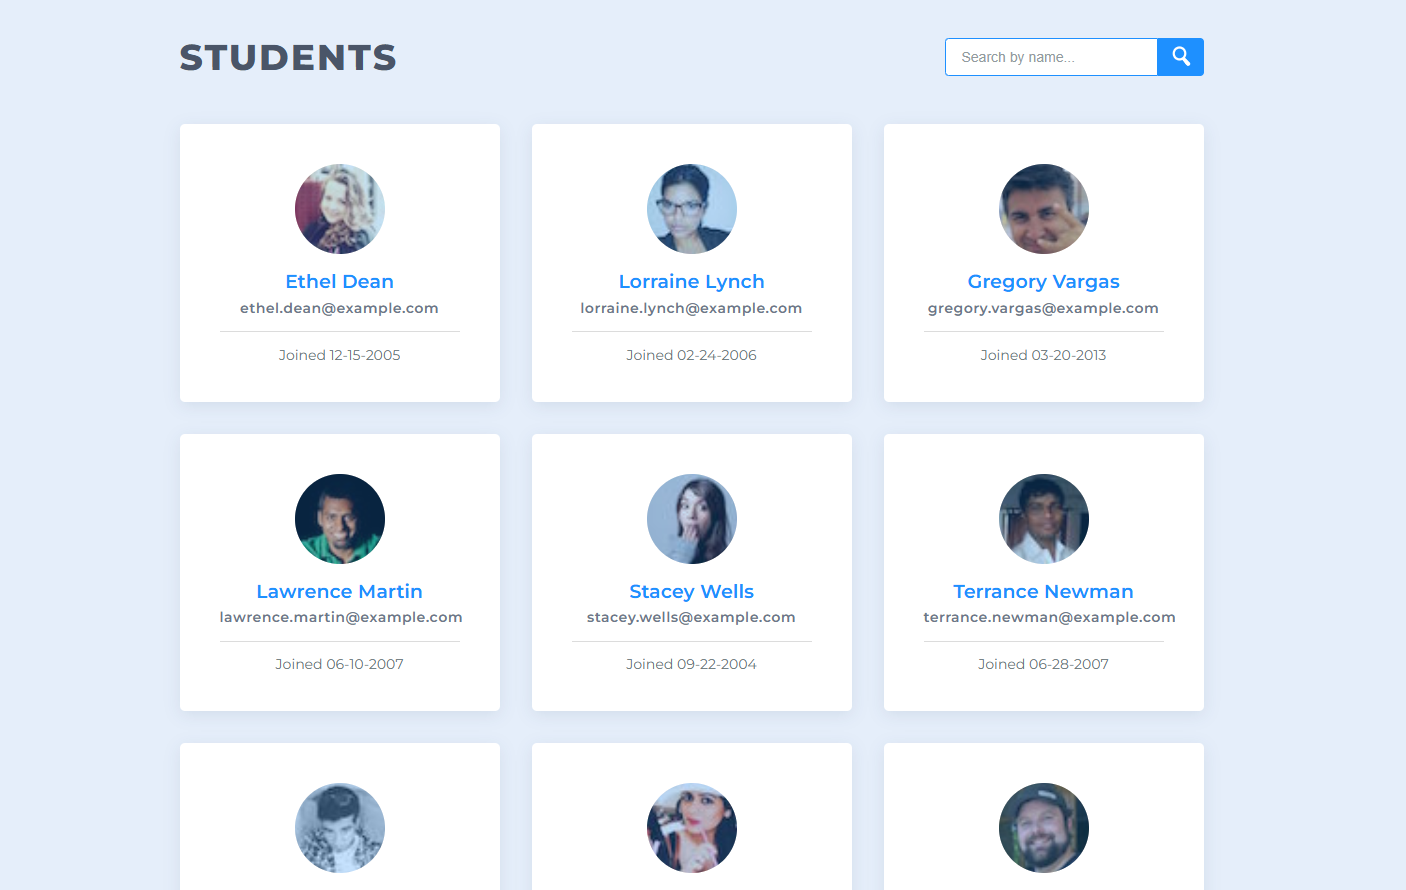 STUDENTS
Search by name...
Ethel Dean
ethel.dean@example.com
Joined 12-15-2005
Lorraine Lynch
lorraine.lynch@example.com
Joined 02-24-2006
Gregory Vargas
gregory.vargas@example.com
Joined 03-20-2013
Lawrence Martin
lawrence.martin@example.com
Joined 06-10-2007
Stacey Wells
stacey.wells@example.com
Joined 09-22-2004
Terrance Newman
terrance.newman@example.com
Joined 06-28-2007